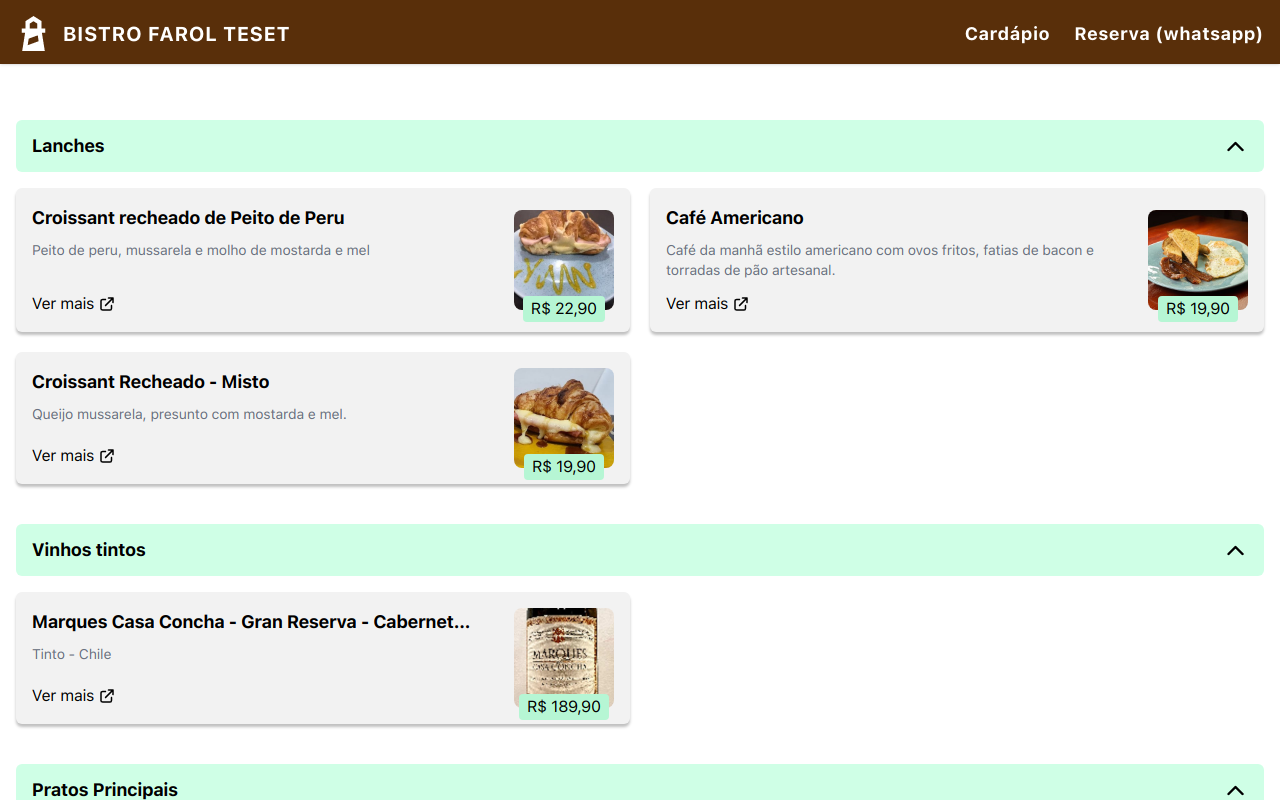 BISTRO FAROL TESET
Cardápio
Reserva (whatsapp)
Lanches
Croissant recheado de Peito de Peru
Peito de peru, mussarela e molho de mostarda e mel
Ver mais
R$ 22,90
Café Americano
Café da manhã estilo americano com ovos fritos, fatias de bacon e
torradas de pão artesanal.
Ver mais
R$ 19,90
Croissant Recheado - Misto
Queijo mussarela, presunto com mostarda e mel.
Ver mais
R$ 19,90
Vinhos tintos
Marques Casa Concha - Gran Reserva - Cabernet...
Tinto - Chile
Ver mais
MARQUES
CASA CONCHA
R$ 189,90
Pratos Principais